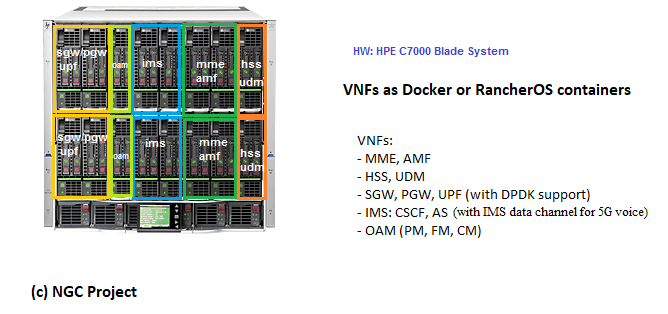 HW: HPE C7000 Blade System
sgw/pgw
upf
oam
ims
mme
amf
hss
udm
VNFs as Docker or RancherOS containers
sgw/pgw
upf
oam
ims
mme
amf
hss
udm
VNFs:
- MME, AMF
- HSS, UDM
- SGW, PGW, UPF (with DPDK support)
- IMS: CSCF, AS (with IMS data channel for 5G voice)
- OAM (PM, FM, CM)
(c) NGC Project